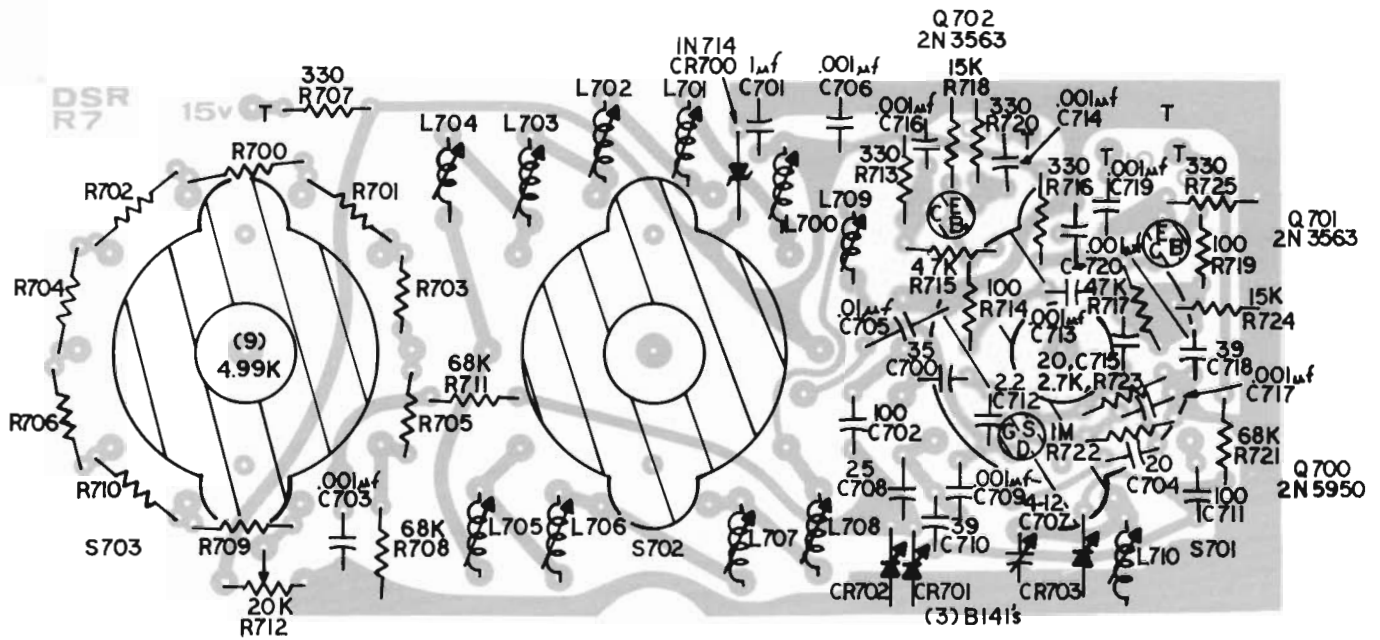 Q702
2N3563
DSR
R7
15v
T
330
R707
1N714
CR700
1µf
C701
.001µf
C706
15K
R718
.001µf
C716
330
R720
.001µf
C714
T
T
L702
L701
L704
L703
R700
R702
R701
330
R713
330
R716
T
.001µf
C719
T
330
R725
L700
L709
C E B
Q701
2N3563
E C B
100
R719
R704
R703
4.7K
R715
100
R714
.001µf
C720
47K
R717
15K
R724
.01µf
C705
.001µf
C713
(9)
4.99K
68K
R711
35
C700
20, C715
2.7K, R723
39
C718
.001µf
C717
R706
R705
100
C702
2.2
C712
G S D
1M
R722
68K
R721
R710
.001µf
C703
25
C708
.001µf
C709
4-12
C707
20
C704
Q700
2N5950
100
C711
S703
R709
68K
R708
L705
L706
S702
L707
L708
39
C710
L710
S701
20K
R712
CR702
CR701
CR703
(3) B141's